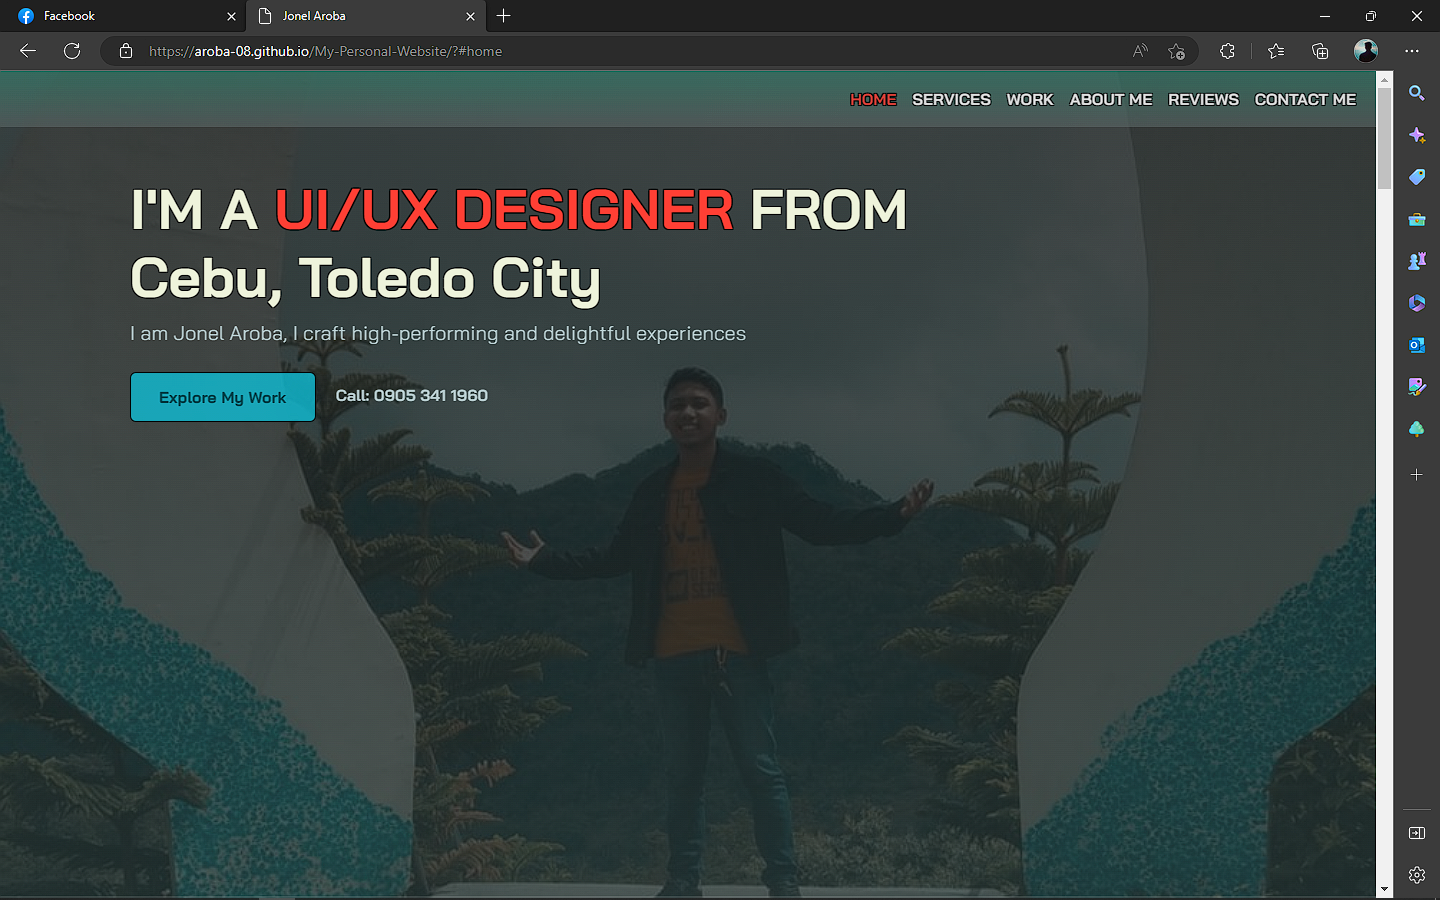 Facebook
Jonel Aroba
https://aroba-08.github.io/My-Personal-Website/?#home
HOME SERVICES WORK ABOUT ME REVIEWS CONTACT ME
I'M A UI/UX DESIGNER FROM
Cebu, Toledo City
I am Jonel Aroba, I craft high-performing and delightful experiences
Explore My Work Call: 0905 341 1960